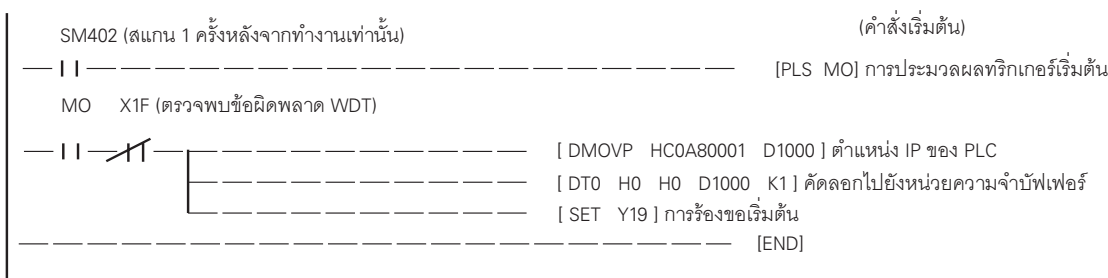 (คำสั่งเริ่มต้น)
SM402 (สแกน 1 ครั้งหลังจากทำงานเท่านั้น)
[PLS MO] การประมวลผลทริกเกอร์เริ่มต้น
MO X1F (ตรวจพบข้อผิดพลาด WDT)
[ DMOVP HC0A80001 D1000 ] ตำแหน่ง IP ของ PLC
[ DT0 H0 H0 D1000 K1 ] คัดลอกไปยังหน่วยความจำบัฟเฟอร์
[ SET Y19 ] การร้องขอเริ่มต้น
[END]